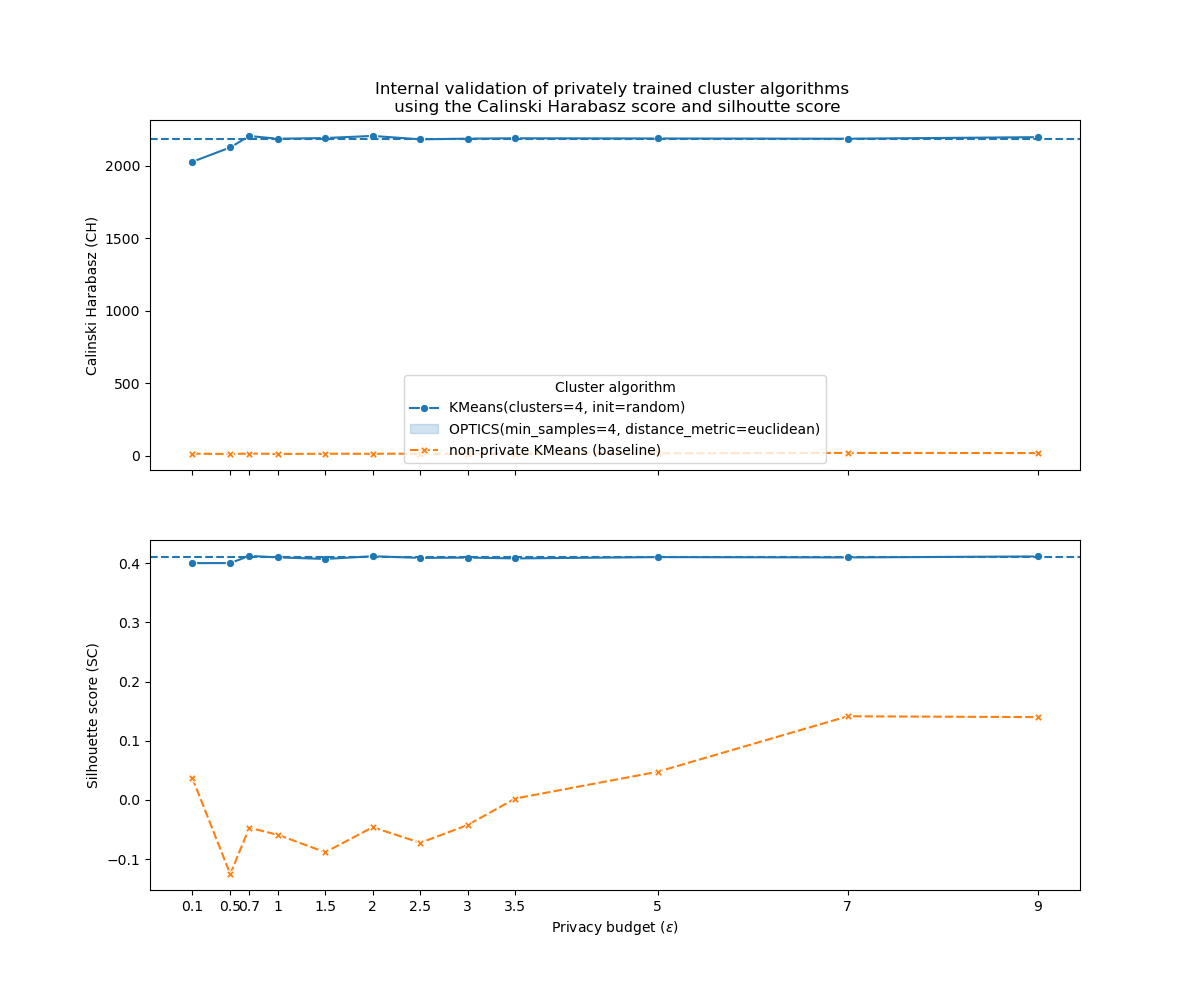 Internal validation of privately trained cluster algorithms
using the Calinski Harabasz score and silhoutte score
Calinski Harabasz (CH)
2000
1500
1000
500
0
Cluster algorithm
KMeans(clusters=4, init=random)
OPTICS(min_samples=4, distance_metric=euclidean)
non-private KMeans (baseline)
Silhouette score (SC)
0.4
0.3
0.2
0.1
0.0
−0.1
0.1 0.5 0.7 1 1.5 2 2.5 3 3.5 5 7 9
Privacy budget (ε)